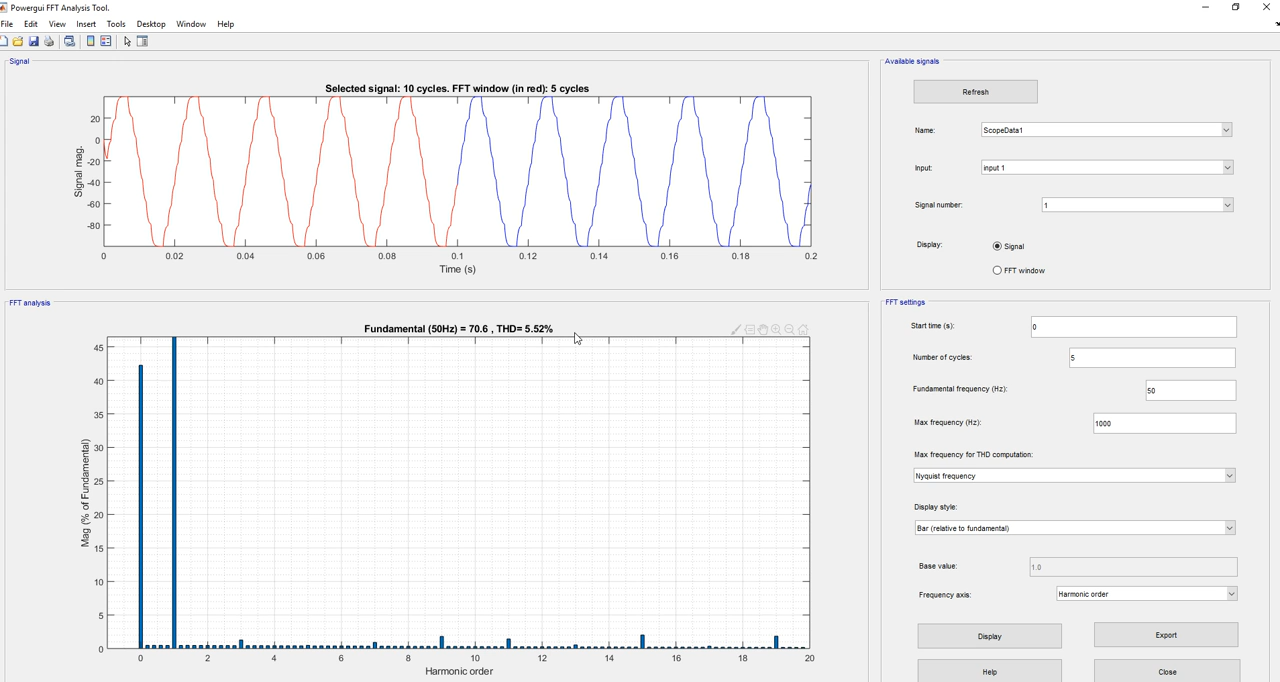 Powergui FFT Analysis Tool.
File Edit View Insert Tools Desktop Window Help
Signal
Selected signal: 10 cycles. FFT window (in red): 5 cycles
20
0
-20
-40
-60
-80
Signal mag.
0 0.02 0.04 0.06 0.08 0.1 0.12 0.14 0.16 0.18 0.2
Time (s)
FFT analysis
Fundamental (50Hz) = 70.6 , THD= 5.52%
45
40
35
30
25
20
15
10
5
0
Mag (% of Fundamental)
0 2 4 6 8 10 12 14 16 18 20
Harmonic order
Available signals
Refresh
Name: ScopeData1
Input: input 1
Signal number: 1
Display: Signal
FFT window
FFT settings
Start time (s): 0
Number of cycles: 5
Fundamental frequency (Hz): 50
Max frequency (Hz): 1000
Max frequency for THD computation:
Nyquist frequency
Display style:
Bar (relative to fundamental)
Base value: 1.0
Frequency axis: Harmonic order
Display Export
Help Close